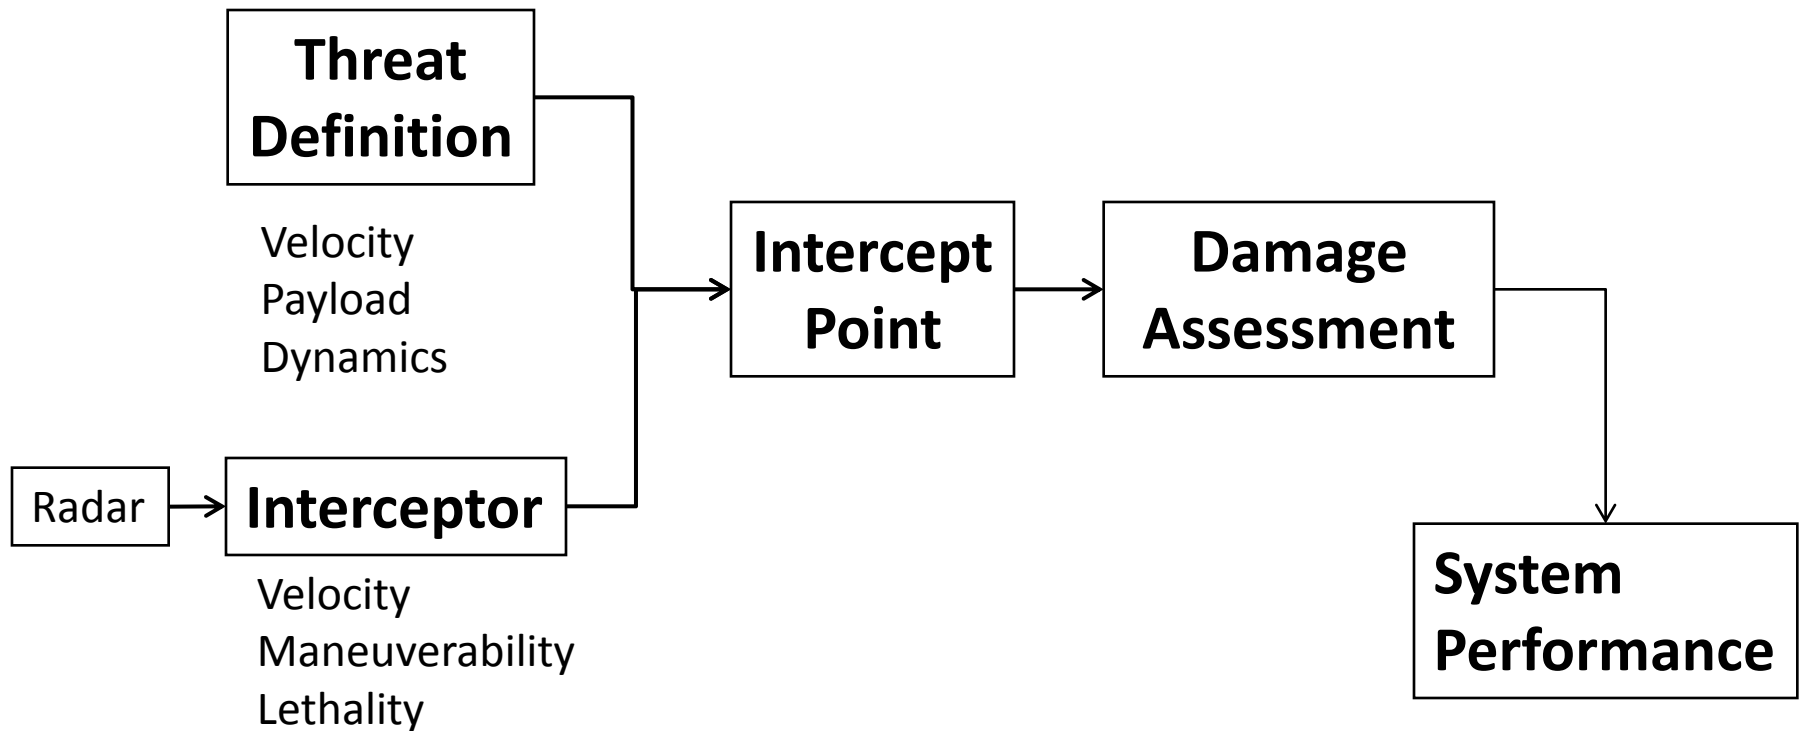 Threat
Definition
Velocity
Payload
Dynamics
Intercept
Point
Damage
Assessment
Radar
Interceptor
Velocity
Maneuverability
Lethality
System
Performance